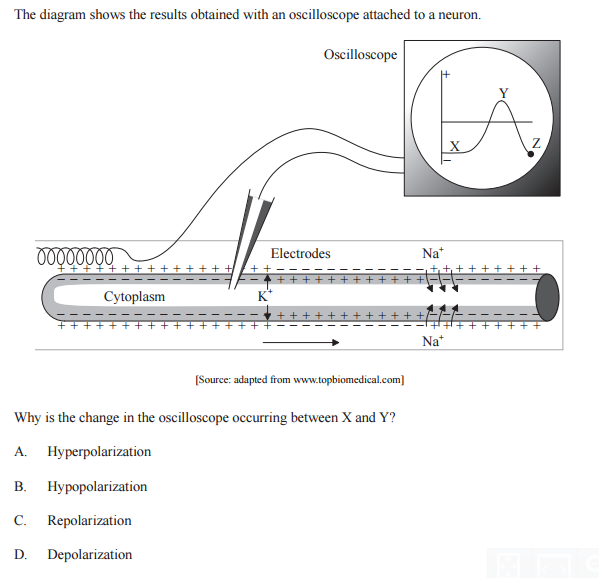 The diagram shows the results obtained with an oscilloscope attached to a neuron.
Oscilloscope
+
Y
X
Z
–
Electrodes
Na⁺
Cytoplasm
K⁺
Na⁺
[Source: adapted from www.topbiomedical.com]
Why is the change in the oscilloscope occurring between X and Y?
A. Hyperpolarization
B. Hypopolarization
C. Repolarization
D. Depolarization